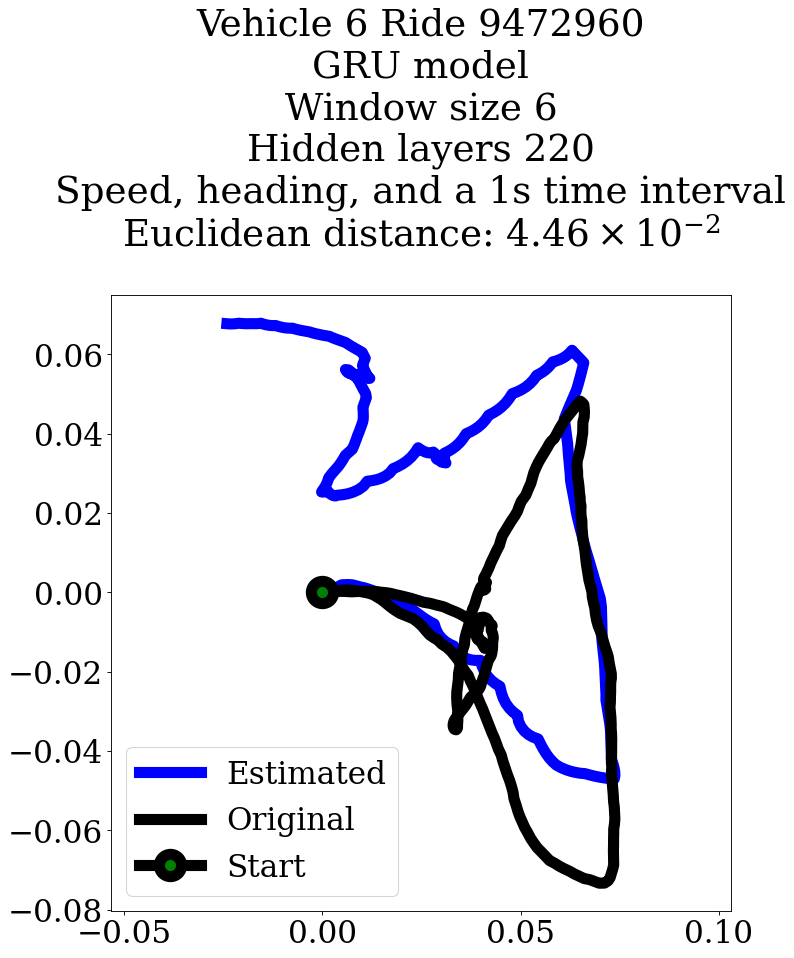 Vehicle 6 Ride 9472960
GRU model
Window size 6
Hidden layers 220
Speed, heading, and a 1s time interval
Euclidean distance: 4.46 × 10⁻²
0.06
0.04
0.02
0.00
−0.02
−0.04
−0.06
−0.08
Estimated
Original
Start
−0.05 0.00 0.05 0.10